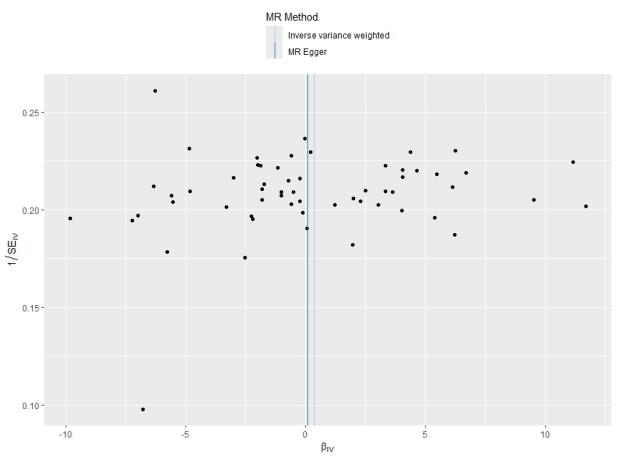 MR Method
Inverse variance weighted
MR Egger
0.25
0.20
0.15
0.10
1/SE_IV
-10
-5
0
5
10
β_IV